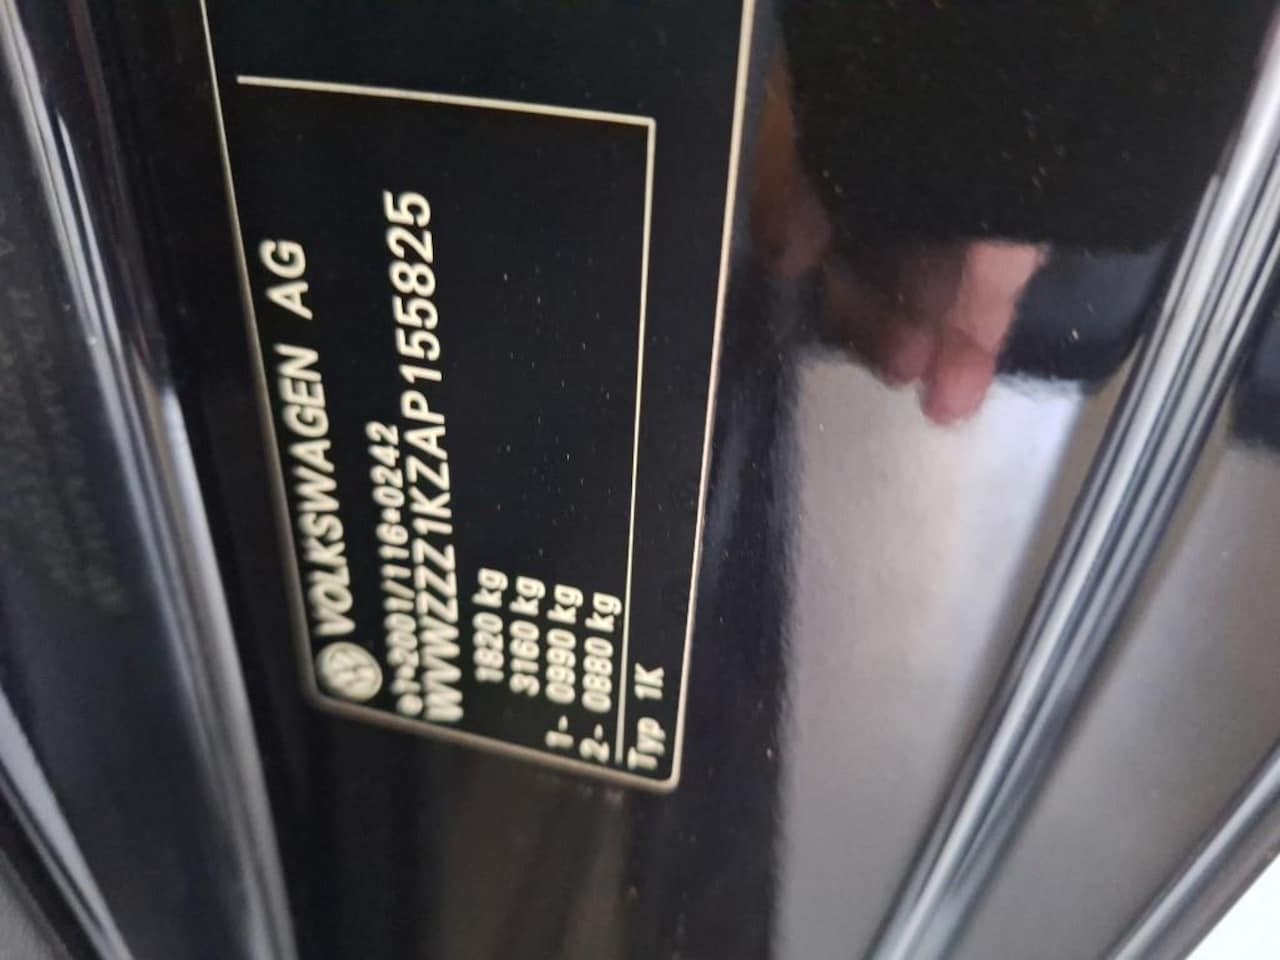 VOLKSWAGEN AG
e1*2001/116*0242
WVWZZZ1KZAP155825
1820 kg
3160 kg
1- 0990 kg
2- 0880 kg
Typ 1K